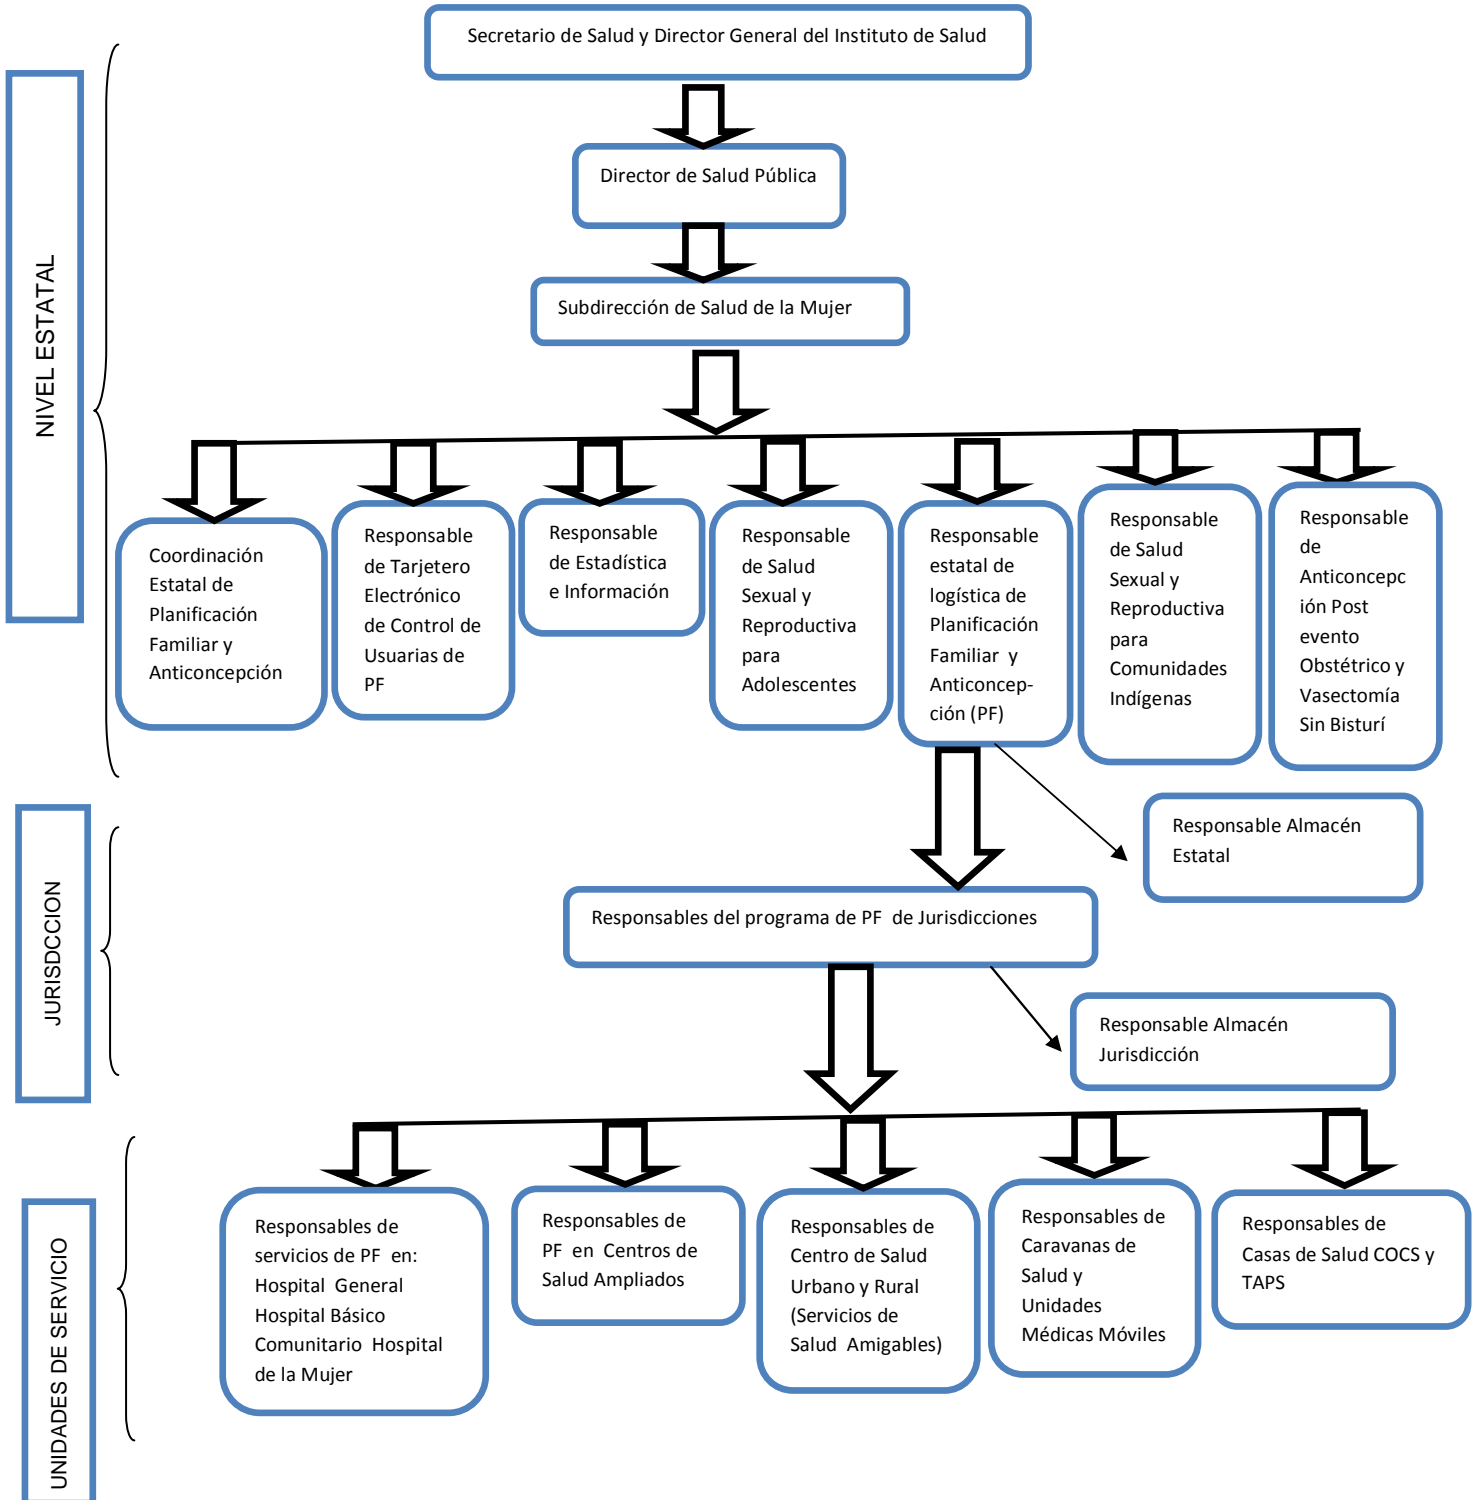 Secretario de Salud y Director General del Instituto de Salud
Director de Salud Pública
Subdirección de Salud de la Mujer
NIVEL ESTATAL
Coordinación
Estatal de
Planificación
Familiar y
Anticoncepción
Responsable
de Tarjetero
Electrónico
de Control de
Usuarias de
PF
Responsable
de Estadística
e Información
Responsable
de Salud
Sexual y
Reproductiva
para
Adolescentes
Responsable
estatal de
logística de
Planificación
Familiar y
Anticoncep-
ción (PF)
Responsable
de Salud
Sexual y
Reproductiva
para
Comunidades
Indígenas
Responsable
de
Anticoncepc
ión Post
evento
Obstétrico y
Vasectomía
Sin Bisturí
Responsable Almacén
Estatal
JURISDCCION
Responsables del programa de PF de Jurisdicciones
Responsable Almacén
Jurisdicción
UNIDADES DE SERVICIO
Responsables de
servicios de PF en:
Hospital General
Hospital Básico
Comunitario Hospital
de la Mujer
Responsables de
PF en Centros de
Salud Ampliados
Responsables de
Centro de Salud
Urbano y Rural
(Servicios de
Salud Amigables)
Responsables de
Caravanas de
Salud y
Unidades
Médicas Móviles
Responsables de
Casas de Salud COCS y
TAPS